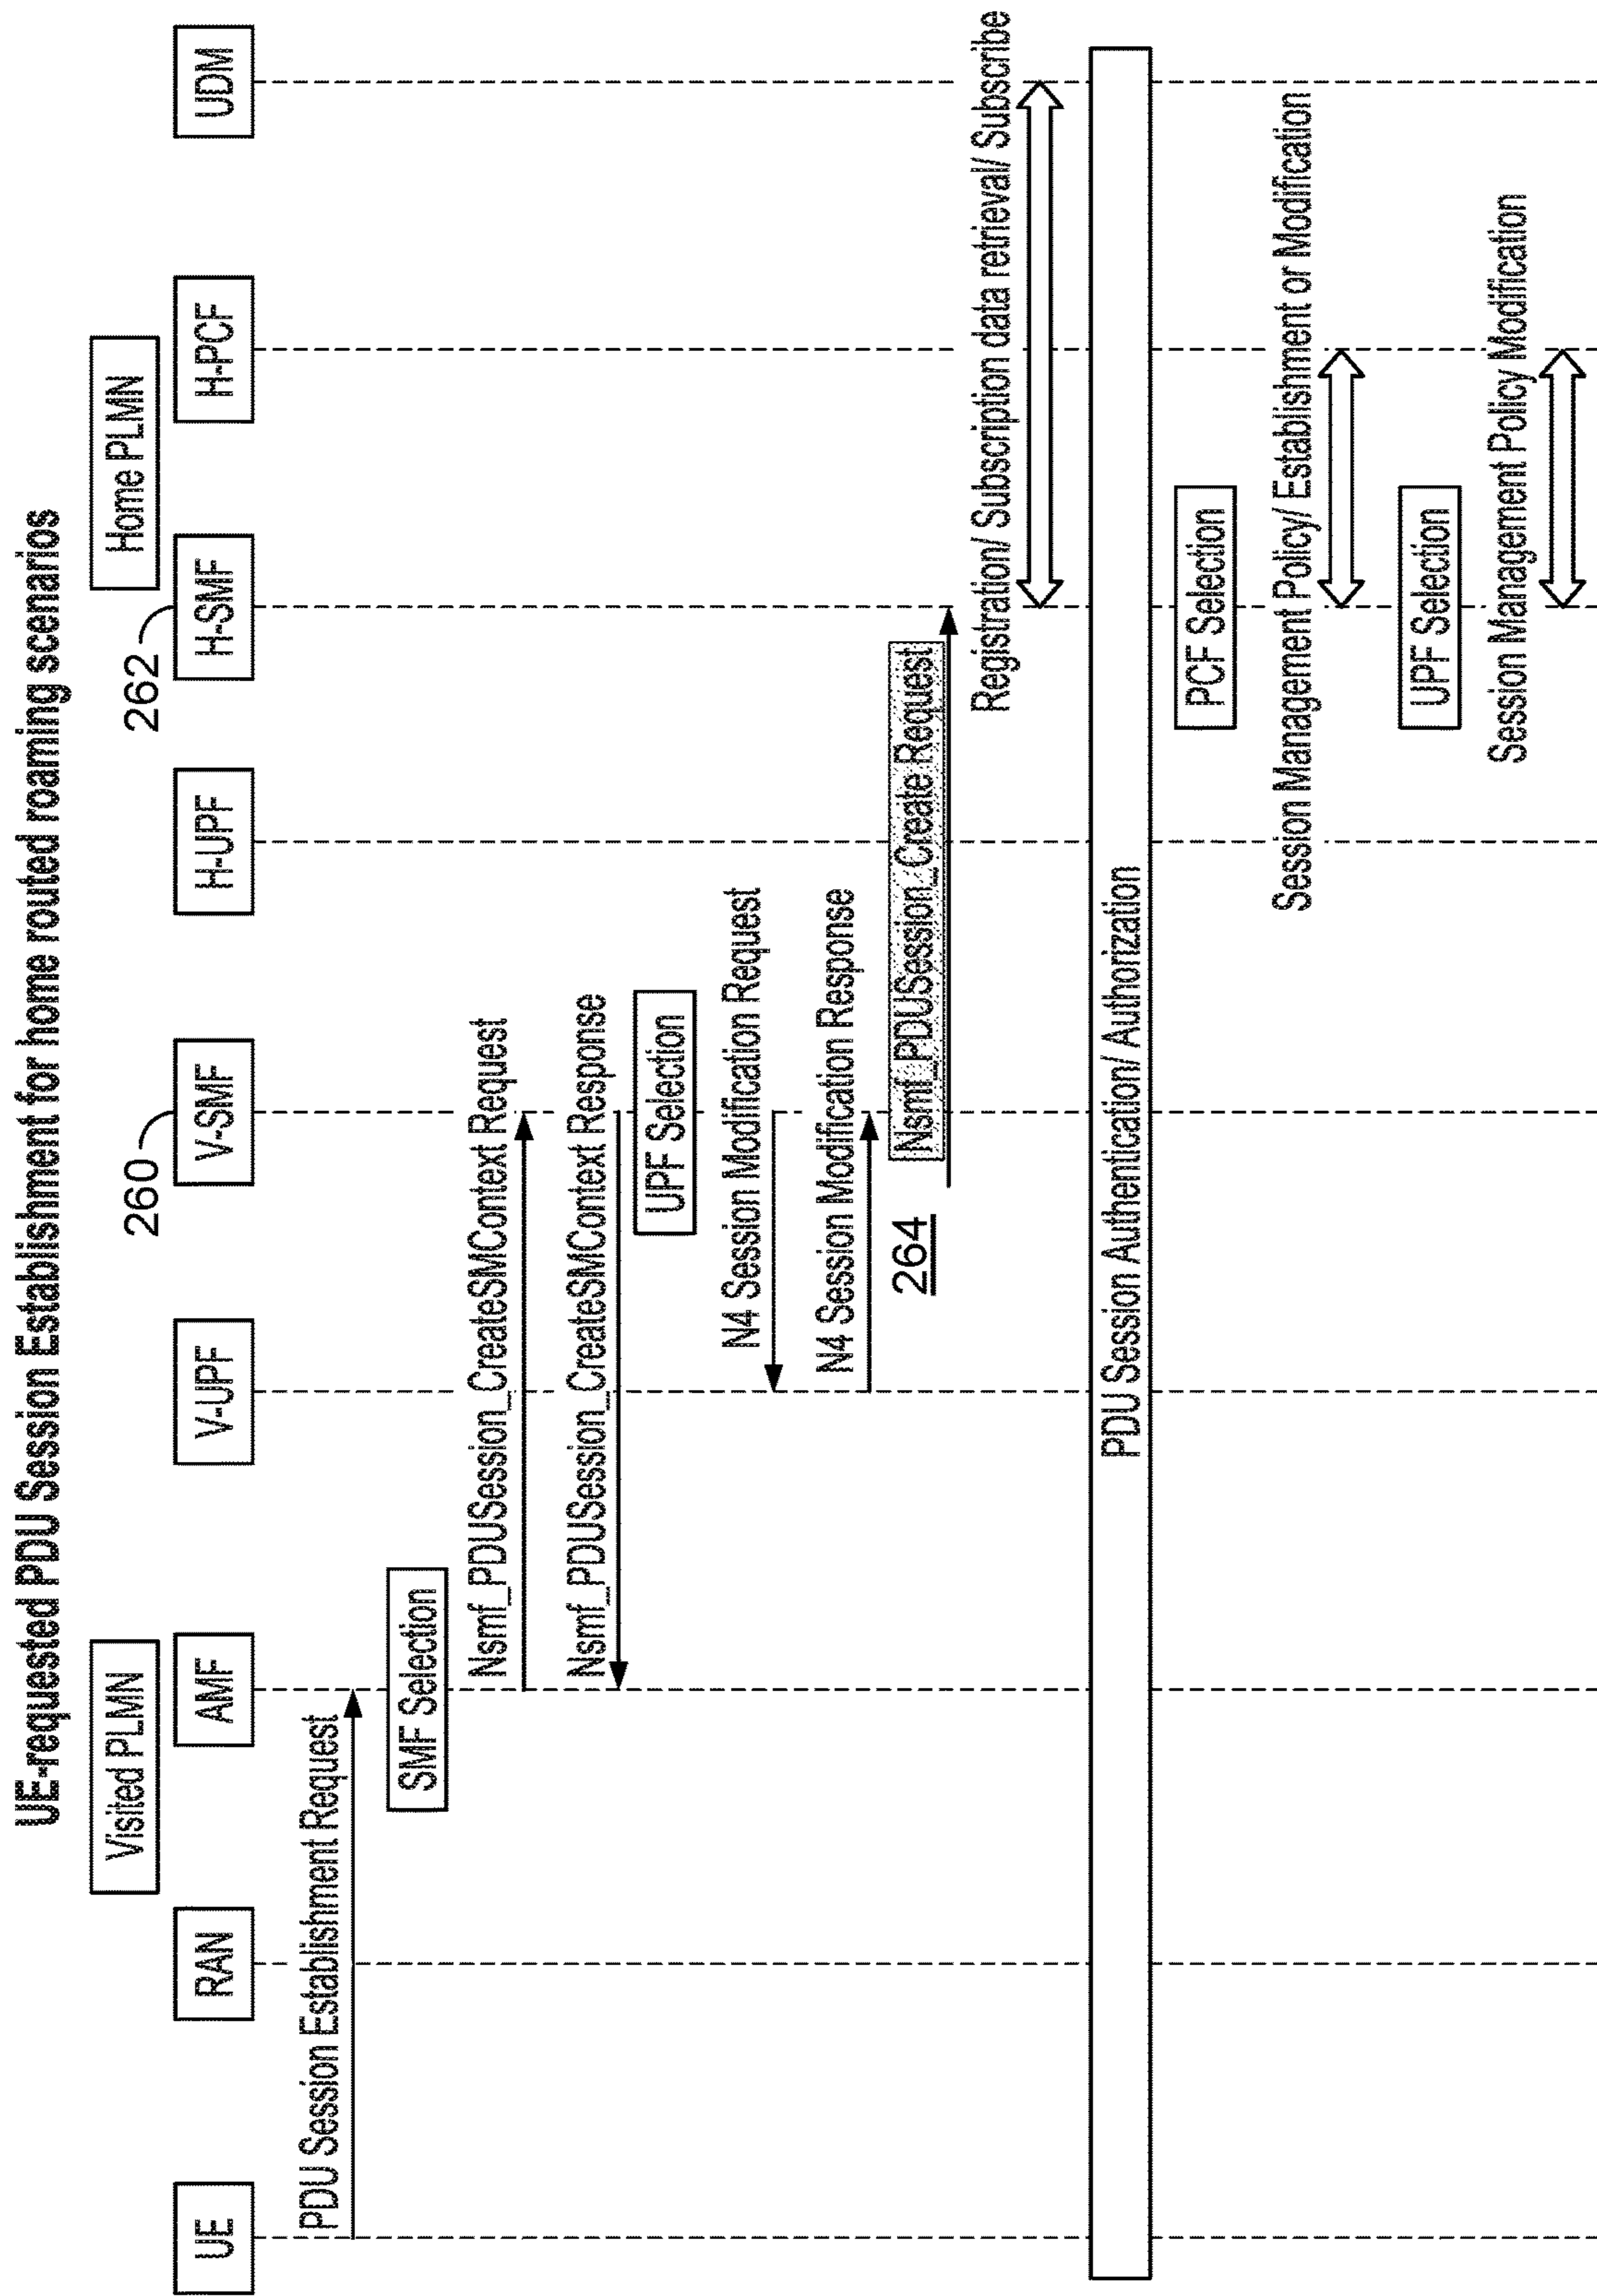 UE-requested PDU Session Establishment for home routed roaming scenarios
Visited PLMN
Home PLMN
260
262
UE
RAN
AMF
V-UPF
V-SMF
H-UPF
H-SMF
H-PCF
UDM
PDU Session Establishment Request
SMF Selection
Nsmf_PDUSession_CreateSMContext Request
Nsmf_PDUSession_CreateSMContext Response
UPF Selection
N4 Session Modification Request
N4 Session Modification Response
264
Nsmf_PDUSession_Create Request
Registration/ Subscription data retrieval/ Subscribe
PDU Session Authentication/ Authorization
PCF Selection
Session Management Policy/ Establishment or Modification
UPF Selection
Session Management Policy Modification